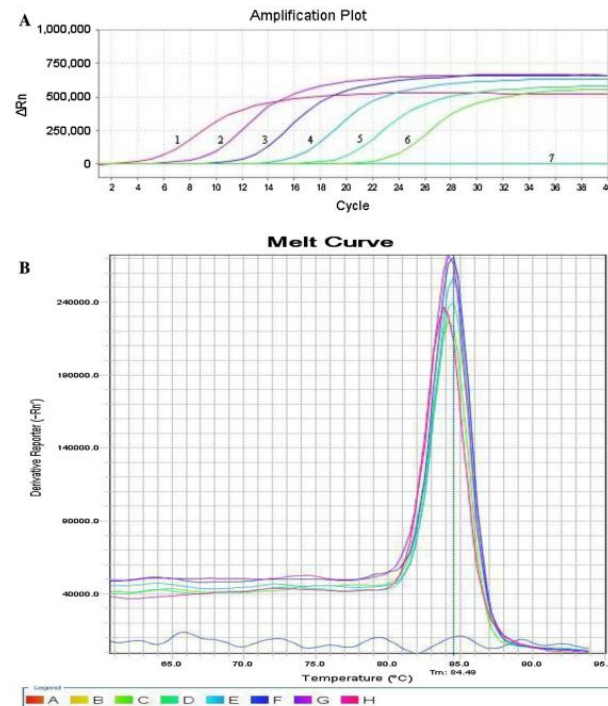 A
Amplification Plot
1,000,000
750,000
500,000
250,000
0
ΔRn
1 2 3 4 5 6 7
2 4 6 8 10 12 14 16 18 20 22 24 26 28 30 32 34 36 38 40
Cycle
B
Melt Curve
240000.0
190000.0
140000.0
90000.0
40000.0
Derivative Reporter (-Rn')
65.0 70.0 75.0 80.0 85.0 90.0 95.0
Temperature (°C)
Tm: 84.49
Legend
A B C D E F G H